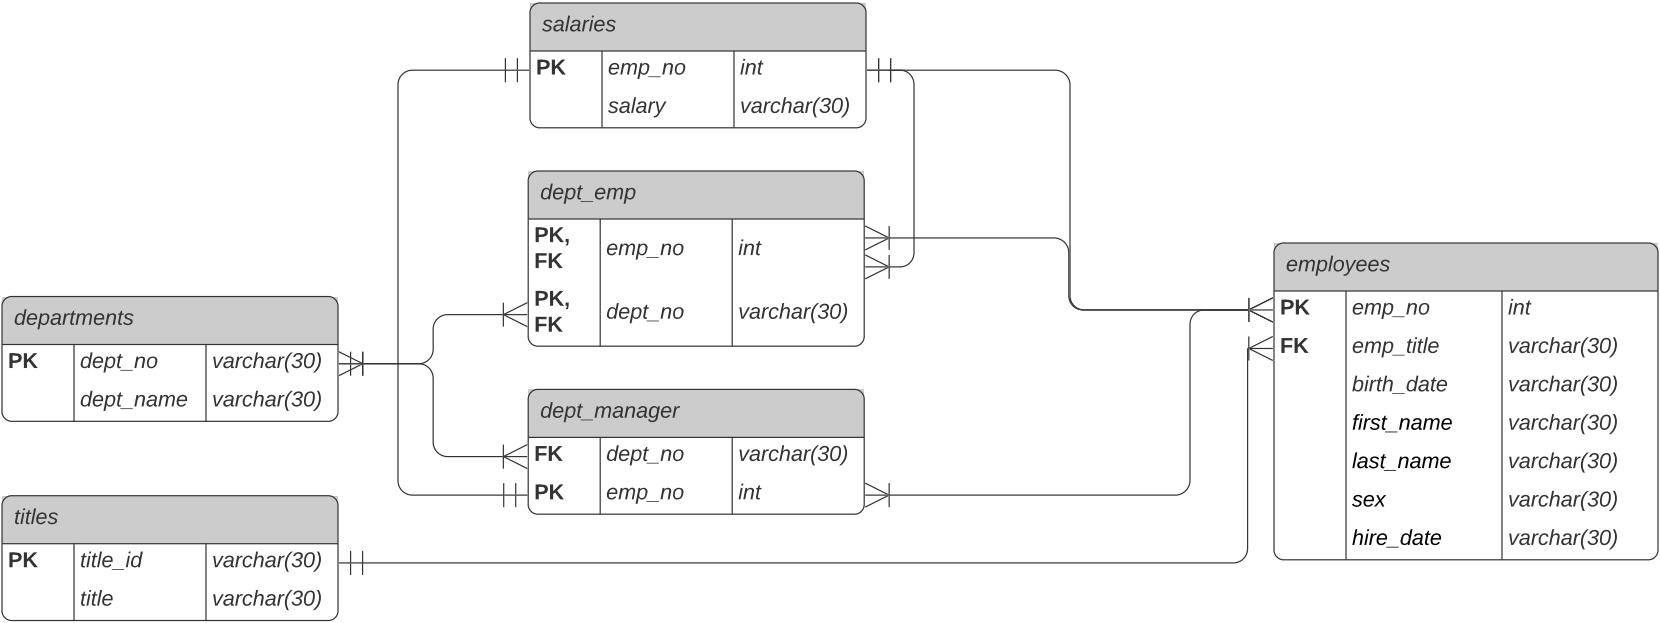 salaries
PK emp_no int
salary varchar(30)
dept_emp
PK, FK emp_no int
PK, FK dept_no varchar(30)
departments
PK dept_no varchar(30)
dept_name varchar(30)
dept_manager
FK dept_no varchar(30)
PK emp_no int
titles
PK title_id varchar(30)
title varchar(30)
employees
PK emp_no int
FK emp_title varchar(30)
birth_date varchar(30)
first_name varchar(30)
last_name varchar(30)
sex varchar(30)
hire_date varchar(30)